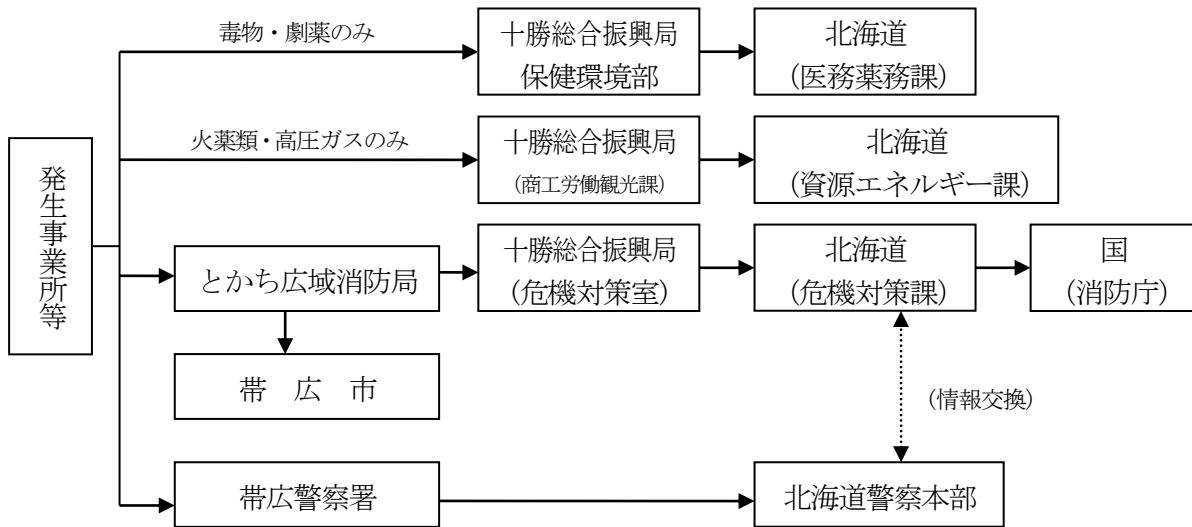 毒物・劇薬のみ
十勝総合振興局
保健環境部
北海道
（医務薬務課）
火薬類・高圧ガスのみ
十勝総合振興局
（商工労働観光課）
北海道
（資源エネルギー課）
発生事業所等
とかち広域消防局
十勝総合振興局
（危機対策室）
北海道
（危機対策課）
国
（消防庁）
帯　広　市
（情報交換）
帯広警察署
北海道警察本部